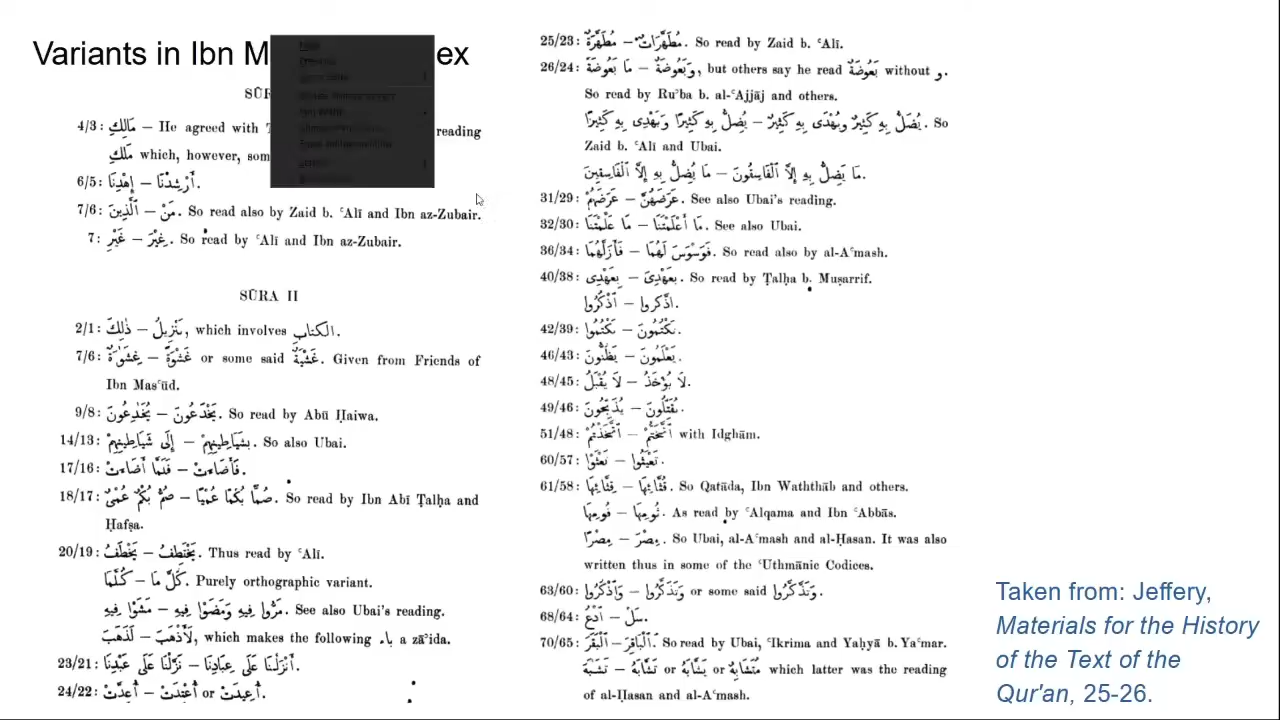 Variants in Ibn M ex
SŪR
4/3: مَالِكِ — He agreed with reading
مَلِكِ which, however, som
6/5: إِهْدِنَا — أَرْشِدْنَا.
7/6: اَلَّذِينَ — مَنْ. So read also by Zaid b. ʿAlī and Ibn az-Zubair.
7: غَيْرِ — غَيْرَ. So read by ʿAlī and Ibn az-Zubair.
SŪRA II
2/1: ذٰلِكَ — تَنْزِيلُ, which involves الكتابِ.
7/6: غِشٰوَةٌ — غَشْوَةٌ or some said غَشْيَةٌ. Given from Friends of
Ibn Masʿūd.
9/8: يُخَٰدِعُونَ — يَخْدَعُونَ. So read by Abū Ḥaiwa.
14/13: إِلَى شَيَاطِينِهِمْ — بِشَيَاطِينِهِمْ. So also Ubai.
17/16: فَلَمَّا أَضَاءَتْ — فَأَضَاءَتْ.
18/17: صُمٌّ بُكْمٌ عُمْىٌ — صُمًّا بُكْمًا عُمْيًا. So read by Ibn Abī Ṭalḥa and
Ḥafṣa.
20/19: يَخْطَفُ — يَخْتَطِفُ. Thus read by ʿAlī.
كُلَّمَا — كُلَّ مَا. Purely orthographic variant.
مَشَوْا فِيهِ — مَرُّوا فِيهِ وَمَضَوْا فِيهِ. See also Ubai's reading.
لَذَهَبَ — لَأَذْهَبَ, which makes the following باء a zāʾida.
23/21: نَزَّلْنَا عَلَى عَبْدِنَا — أَنْزَلْنَا عَلَى عِبَادِنَا.
24/22: أُعِدَّتْ — أُعْتِدَتْ or أُعِيدَتْ.
25/23: مُطَهَّرَةٌ — مُطَهَّرَاتٌ. So read by Zaid b. ʿAlī.
26/24: مَا بَعُوضَةً — وَبَعُوضَةً, but others say he read بَعُوضَةٌ without و.
So read by Ruʾba b. al-ʿAjjāj and others.
يُضِلُّ بِهِ كَثِيرًا وَيَهْدِى بِهِ كَثِيرًا — يُضَلُّ بِهِ كَثِيرٌ وَيُهْدَى بِهِ كَثِيرٌ. So
Zaid b. ʿAlī and Ubai.
مَا يُضِلُّ بِهِ إِلَّا ٱلْفَاسِقِينَ — مَا يُضَلُّ بِهِ إِلَّا ٱلْفَاسِقُونَ.
31/29: عَرَضَهُمْ — عَرَضَهُنَّ. See also Ubai's reading.
32/30: مَا عَلَّمْتَنَا — مَا أَعْلَمْتَنَا. See also Ubai.
36/34: فَأَزَلَّهُمَا — فَوَسْوَسَ لَهُمَا. So read also by al-Aʿmash.
40/38: بِعَهْدِى — بِعَهْدِىَ. So read by Ṭalḥa b. Muṣarrif.
اُذْكُرُوا — اذَّكِروا.
42/39: تَكْتُمُوا — تَكْتُمُونَ.
46/43: يَظُنُّونَ — يَعْلَمُونَ.
48/45: لَا يُقْبَلُ — لَا يُؤْخَذُ.
49/46: يُذَبِّحُونَ — يُقَتِّلُونَ.
51/48: ٱتَّخَذْتُمُ — ٱتَّخَتُّمْ with Idghām.
60/57: تَعْثَوْا — تَعِيثُوا.
61/58: قِثَّائِهَا — قُثَّائِهَا. So Qatāda, Ibn Waththāb and others.
فُومِهَا — ثُومِهَا. As read by ʿAlqama and Ibn ʿAbbās.
مِصْرًا — مِصْرَ. So Ubai, al-Aʿmash and al-Ḥasan. It was also
written thus in some of the ʿUthmānic Codices.
63/60: وَٱذْكُرُوا — وَتَذَكَّرُوا or some said وَتَذَّكَّرُوا.
68/64: ٱدْعُ — سَلْ.
70/65: ٱلْبَقَرَ — ٱلْبَاقِرَ. So read by Ubai, ʿIkrima and Yaḥyā b. Yaʿmar.
تَشَٰبَهَ — تَشَّابَهُ or يَشَّابَهُ or مُتَشَابِهٌ which latter was the reading
of al-Ḥasan and al-Aʿmash.
Taken from: Jeffery,
Materials for the History
of the Text of the
Qur'an, 25-26.